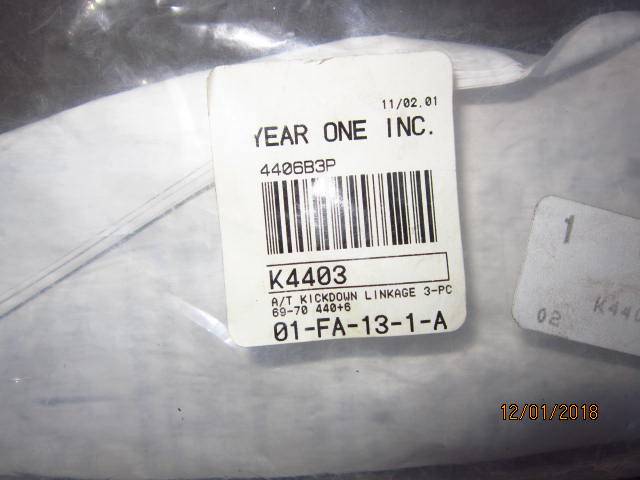 11/02.01
YEAR ONE INC.
4406B3P
K4403
A/T KICKDOWN LINKAGE 3-PC
69-70 440+6
01-FA-13-1-A
1
02 K440
12/01/2018